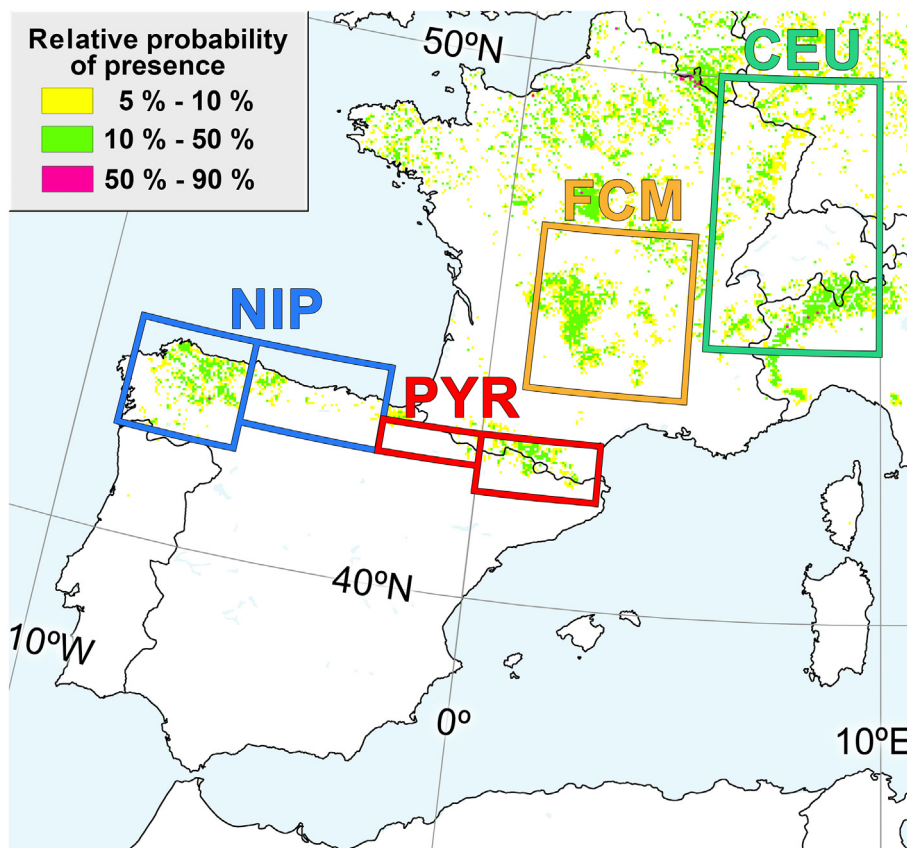 Relative probability
of presence
5 % - 10 %
10 % - 50 %
50 % - 90 %
50ºN
CEU
FCM
NIP
PYR
40ºN
10ºW
0º
10ºE